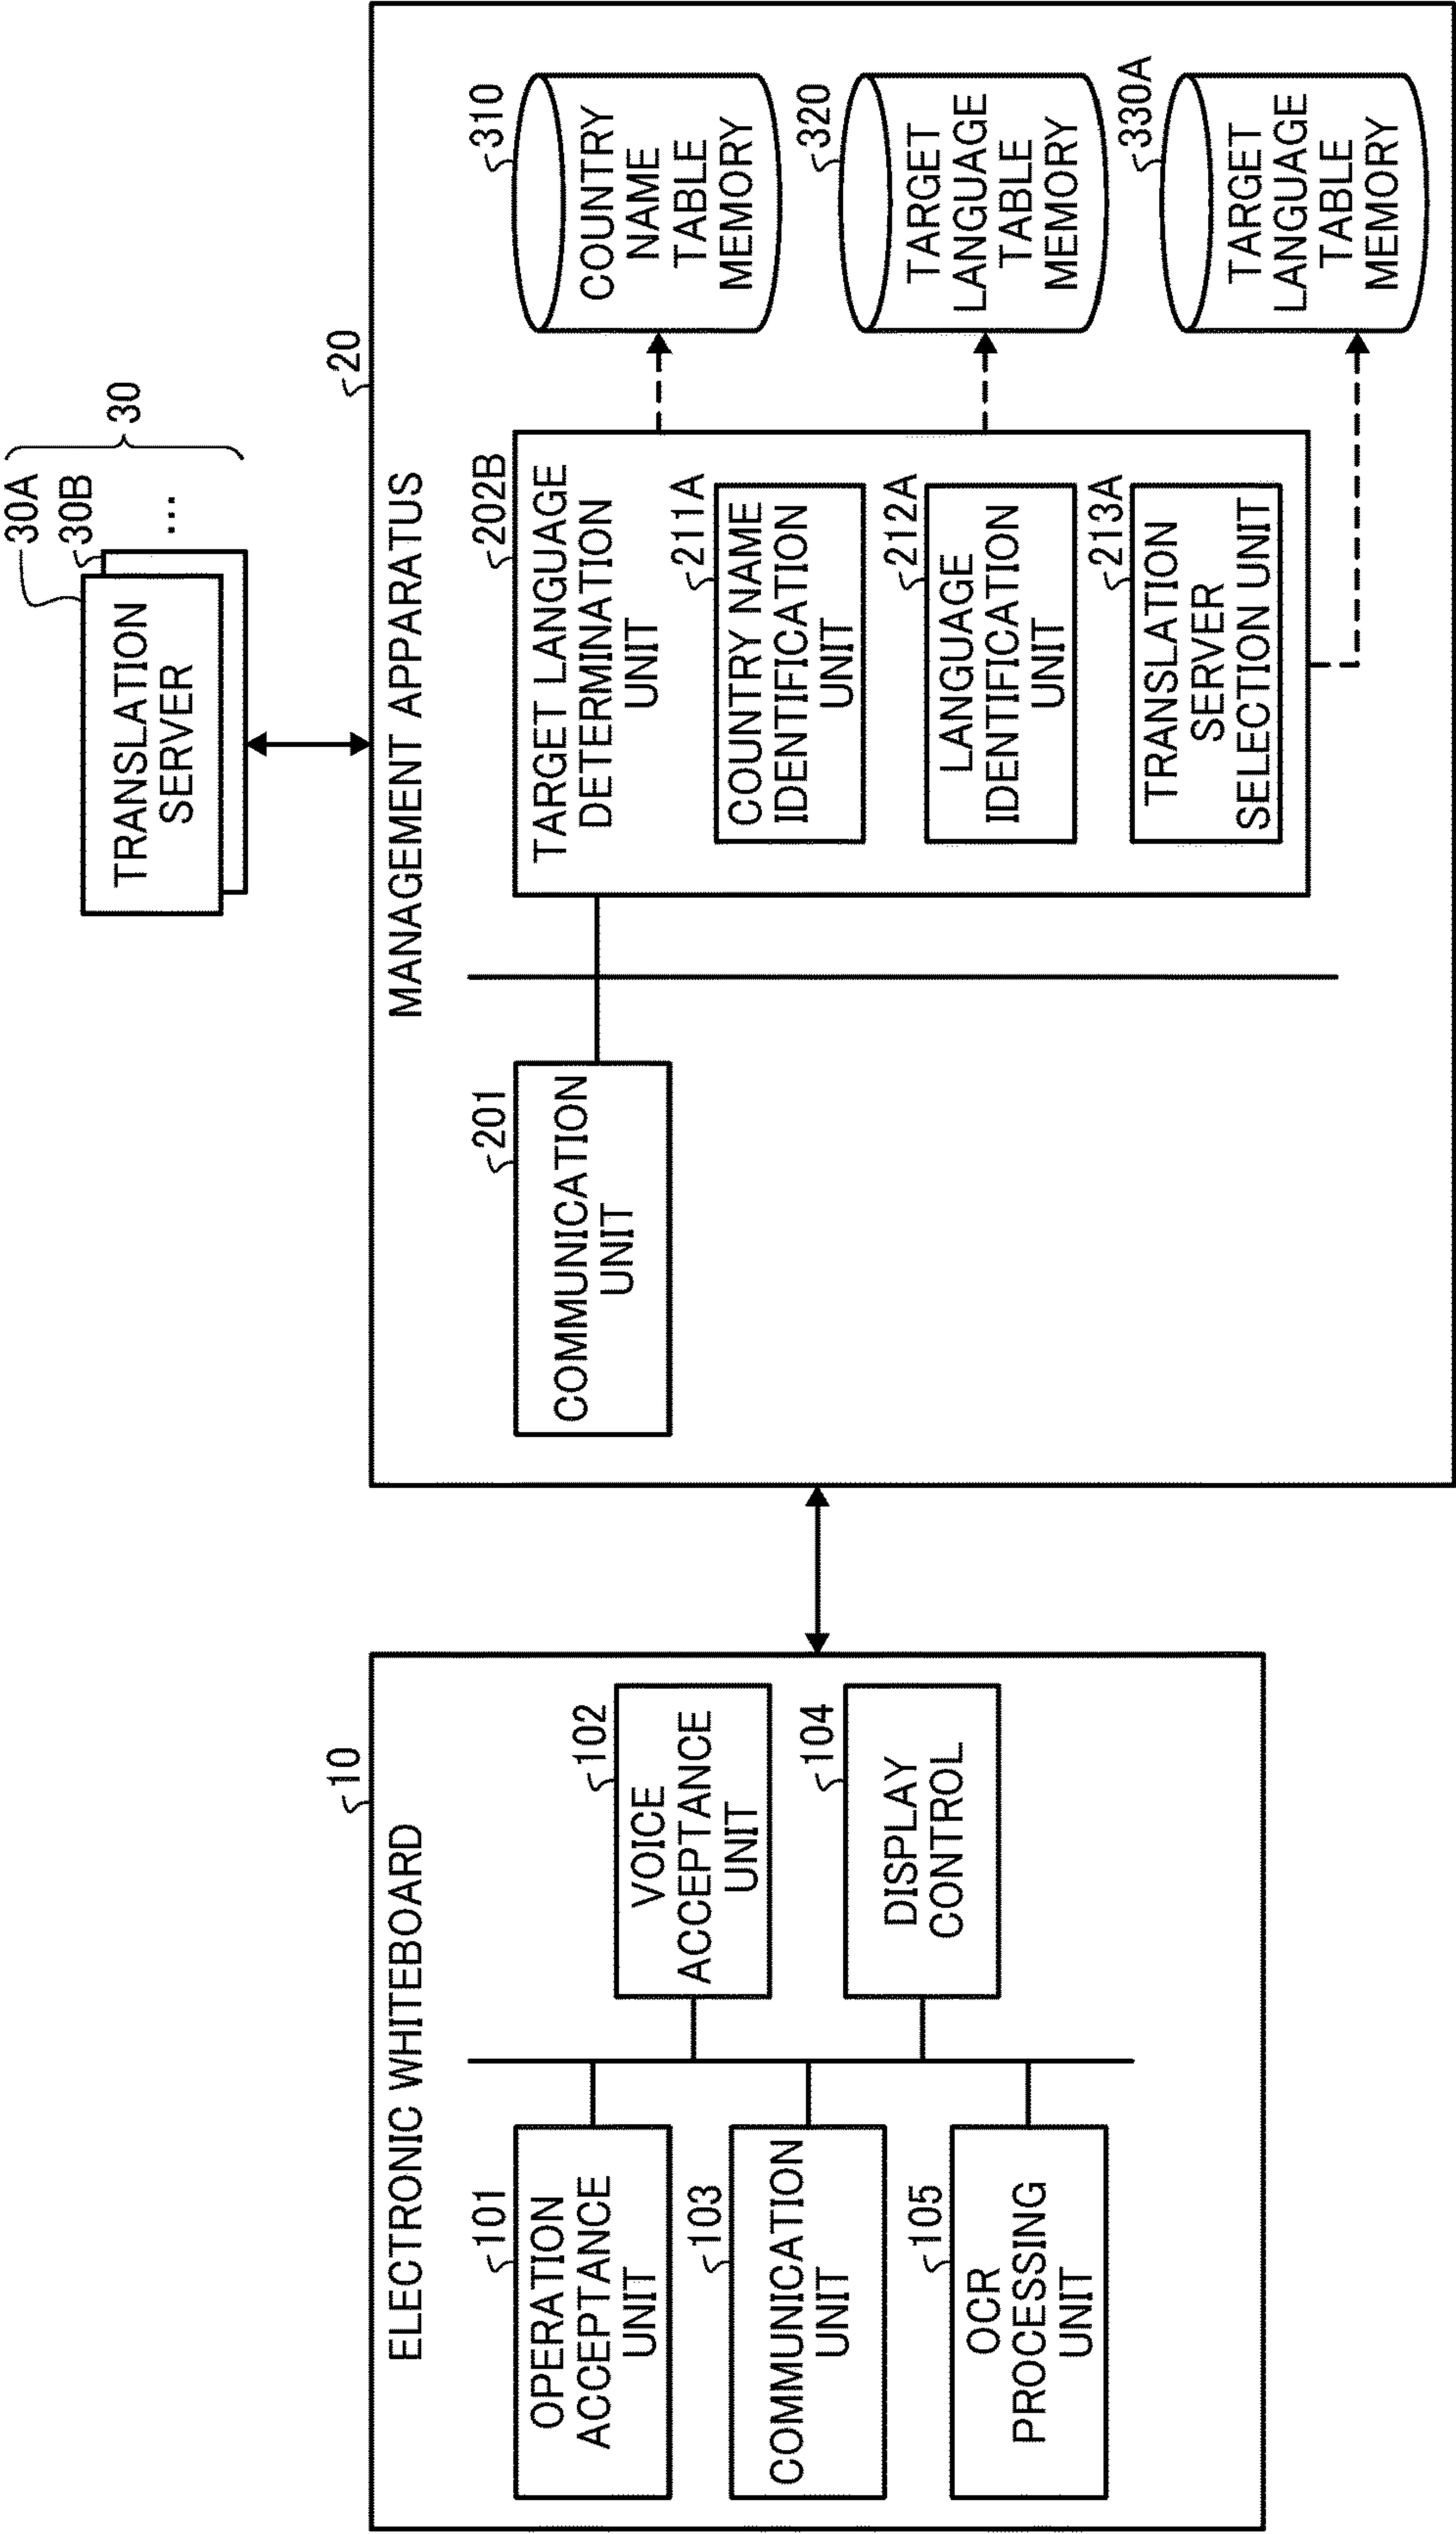 30A
30B
...
30
TRANSLATION
SERVER
10
ELECTRONIC WHITEBOARD
101
OPERATION
ACCEPTANCE
UNIT
102
VOICE
ACCEPTANCE
UNIT
103
COMMUNICATION
UNIT
104
DISPLAY
CONTROL
105
OCR
PROCESSING
UNIT
20
MANAGEMENT APPARATUS
201
COMMUNICATION
UNIT
202B
TARGET LANGUAGE
DETERMINATION
UNIT
211A
COUNTRY NAME
IDENTIFICATION
UNIT
212A
LANGUAGE
IDENTIFICATION
UNIT
213A
TRANSLATION
SERVER
SELECTION UNIT
310
COUNTRY
NAME
TABLE
MEMORY
320
TARGET
LANGUAGE
TABLE
MEMORY
330A
TARGET
LANGUAGE
TABLE
MEMORY